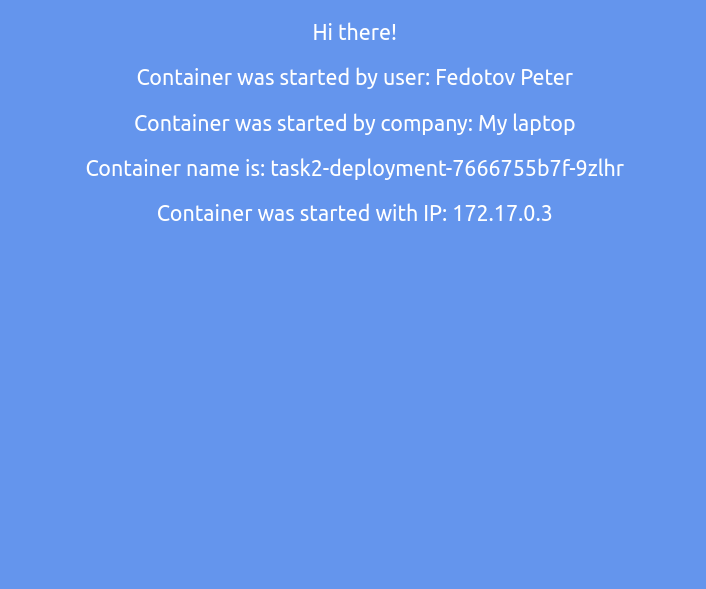 Hi there!
Container was started by user: Fedotov Peter
Container was started by company: My laptop
Container name is: task2-deployment-7666755b7f-9zlhr
Container was started with IP: 172.17.0.3